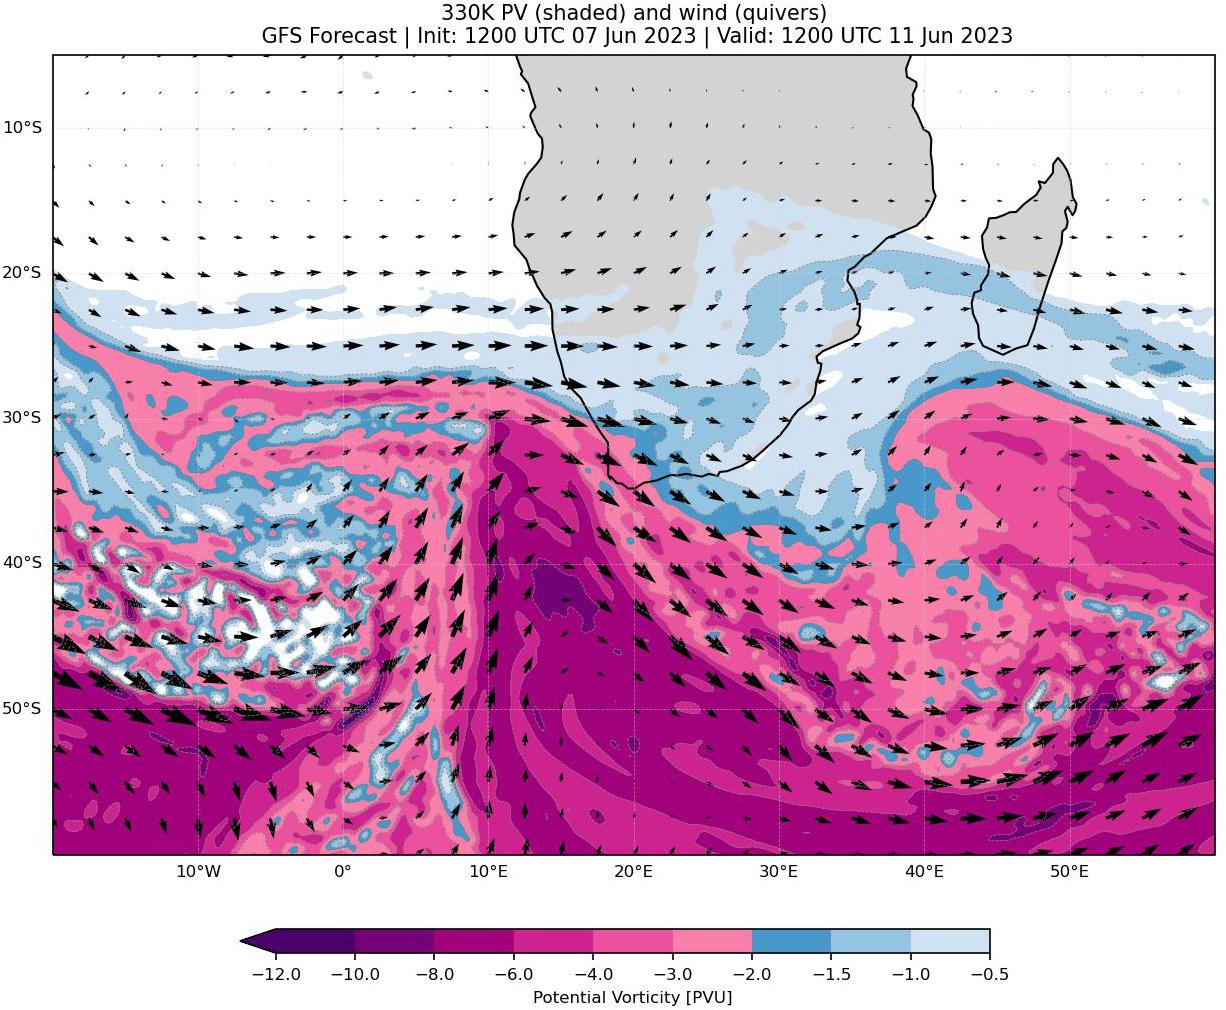 330K PV (shaded) and wind (quivers)
GFS Forecast | Init: 1200 UTC 07 Jun 2023 | Valid: 1200 UTC 11 Jun 2023
10°S
20°S
30°S
40°S
50°S
10°W 0° 10°E 20°E 30°E 40°E 50°E
−12.0 −10.0 −8.0 −6.0 −4.0 −3.0 −2.0 −1.5 −1.0 −0.5
Potential Vorticity [PVU]